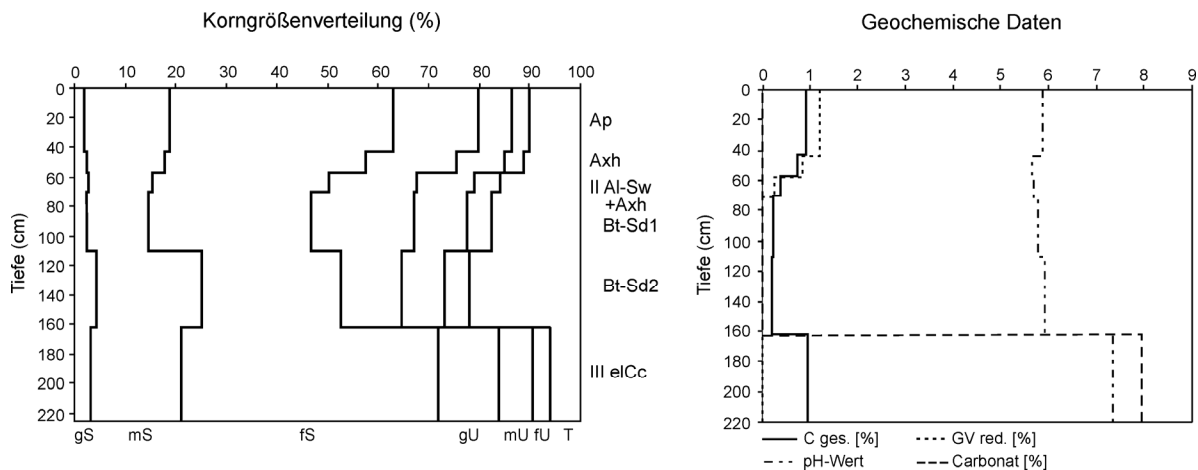 Korngrößenverteilung (%)
0 10 20 30 40 50 60 70 80 90 100
0
20
40
60
80
100
120
140
160
180
200
220
Tiefe (cm)
Ap
Axh
II Al-Sw
+Axh
Bt-Sd1
Bt-Sd2
III elCc
gS mS fS gU mU fU T
Geochemische Daten
0 1 2 3 4 5 6 7 8 9
0
20
40
60
80
100
120
140
160
180
200
220
Tiefe (cm)
C ges. [%] GV red. [%]
pH-Wert Carbonat [%]